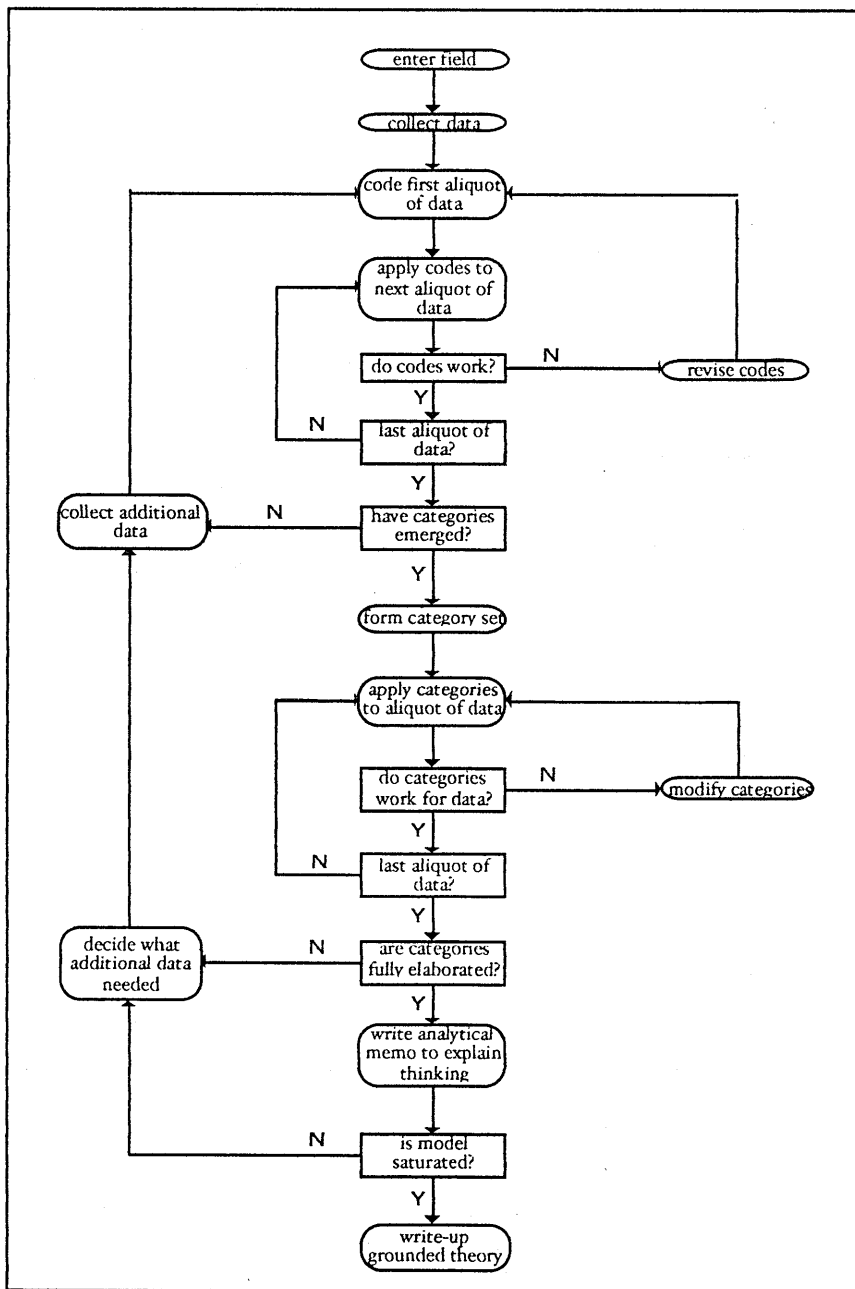 enter field
collect data
code first aliquot
of data
apply codes to
next aliquot of
data
do codes work?
N
revise codes
Y
N
last aliquot of
data?
Y
collect additional
data
N
have categories
emerged?
Y
form category set
apply categories
to aliquot of data
do categories
work for data?
N
modify categories
Y
N
last aliquot of
data?
Y
decide what
additional data
needed
N
are categories
fully elaborated?
Y
write analytical
memo to explain
thinking
N
is model
saturated?
Y
write-up
grounded theory